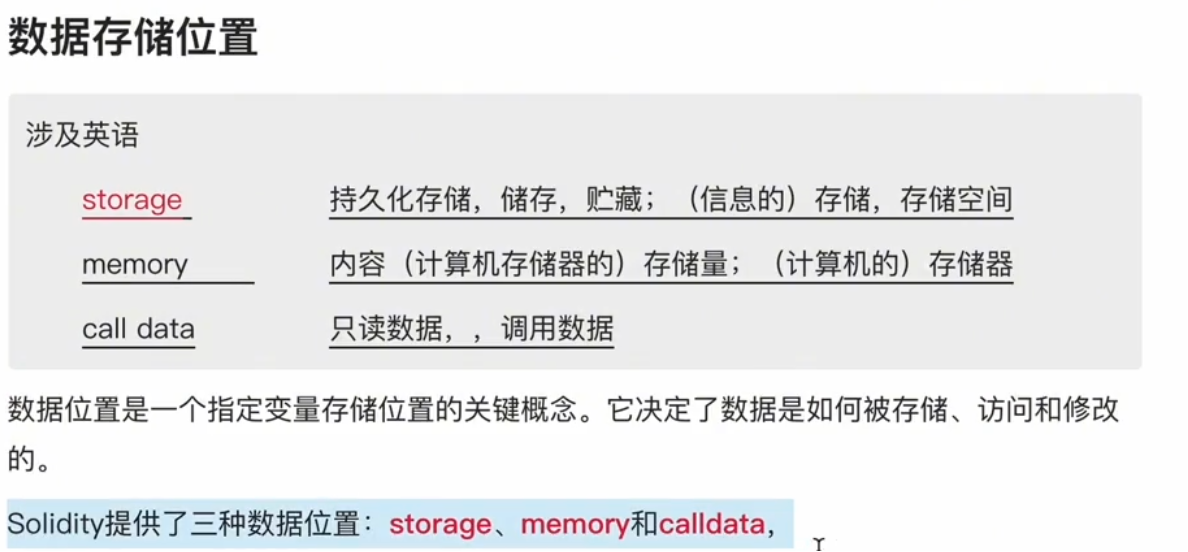 数据存储位置
涉及英语
storage 持久化存储，储存，贮藏；（信息的）存储，存储空间
memory 内容（计算机存储器的）存储量；（计算机的）存储器
call data 只读数据，，调用数据
数据位置是一个指定变量存储位置的关键概念。它决定了数据是如何被存储、访问和修改
的。
Solidity提供了三种数据位置：storage、memory和calldata，